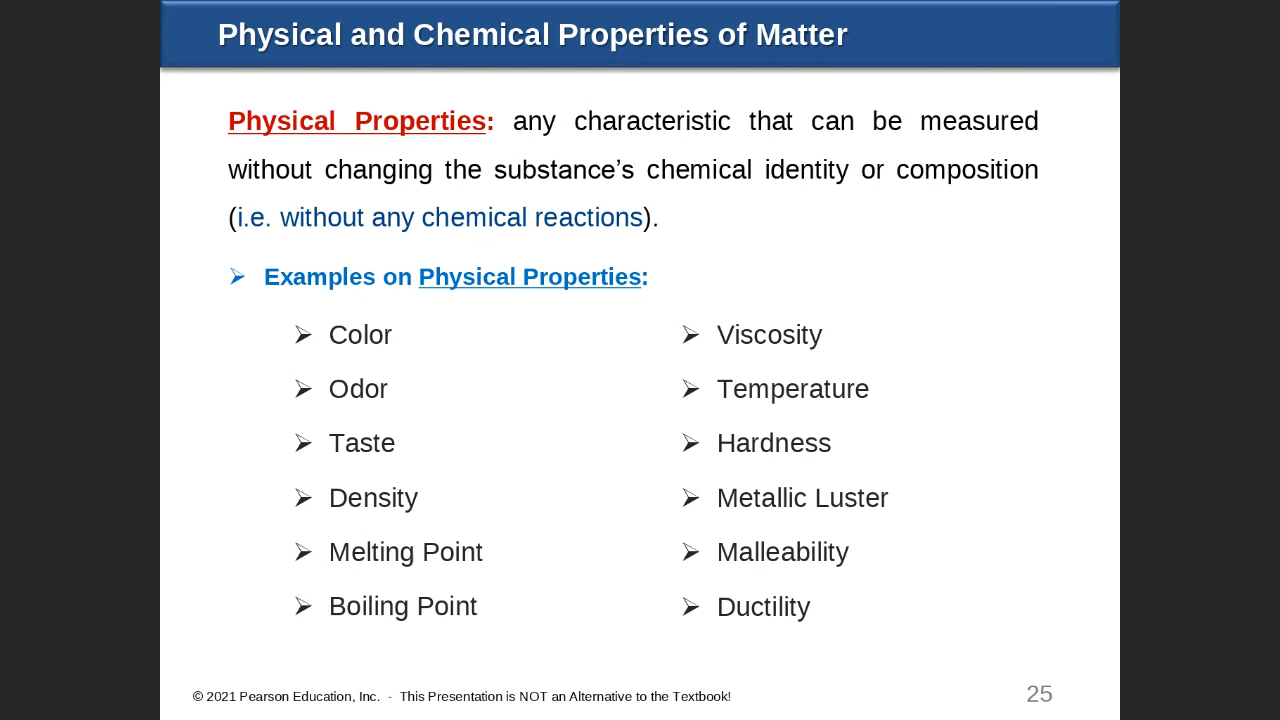 Physical and Chemical Properties of Matter
Physical Properties: any characteristic that can be measured
without changing the substance’s chemical identity or composition
(i.e. without any chemical reactions).
➢ Examples on Physical Properties:
➢ Color
➢ Odor
➢ Taste
➢ Density
➢ Melting Point
➢ Boiling Point
➢ Viscosity
➢ Temperature
➢ Hardness
➢ Metallic Luster
➢ Malleability
➢ Ductility
© 2021 Pearson Education, Inc. - This Presentation is NOT an Alternative to the Textbook!
25